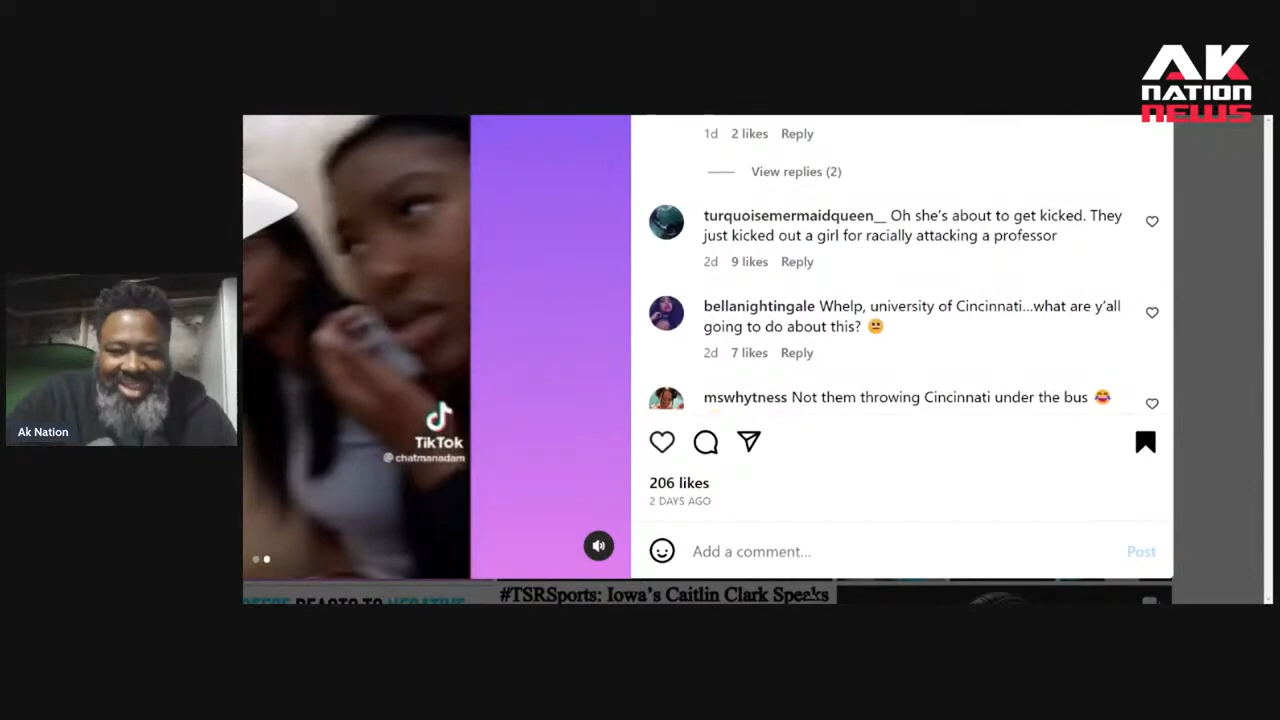 AK
NATION
NEWS
1d 2 likes Reply
View replies (2)
turquoisemermaidqueen__ Oh she's about to get kicked. They
just kicked out a girl for racially attacking a professor
2d 9 likes Reply
bellanightingale Whelp, university of Cincinnati...what are y'all
going to do about this? 😐
2d 7 likes Reply
mswhytness Not them throwing Cincinnati under the bus 😂
Ak Nation
TikTok
@chatmanadam
206 likes
2 DAYS AGO
Add a comment...
Post
REACTS TO NEGATIVE
#TSRSports: Iowa's Caitlin Clark Speaks